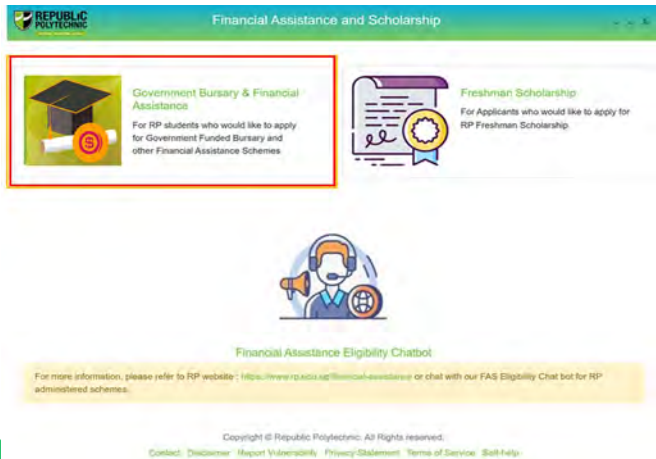 REPUBLIC
POLYTECHNIC
Financial Assistance and Scholarship
Government Bursary & Financial
Assistance
For RP students who would like to apply
for Government Funded Bursary and
other Financial Assistance Schemes
Freshman Scholarship
For Applicants who would like to apply for
RP Freshman Scholarship
Financial Assistance Eligibility Chatbot
For more information, please refer to RP website : https://www.rp.edu.sg/financial-assistance or chat with our FAS Eligibility Chat bot for RP
administered schemes.
Copyright © Republic Polytechnic. All Rights reserved.
Contact Disclaimer Report Vulnerability Privacy Statement Terms of Service Self-help